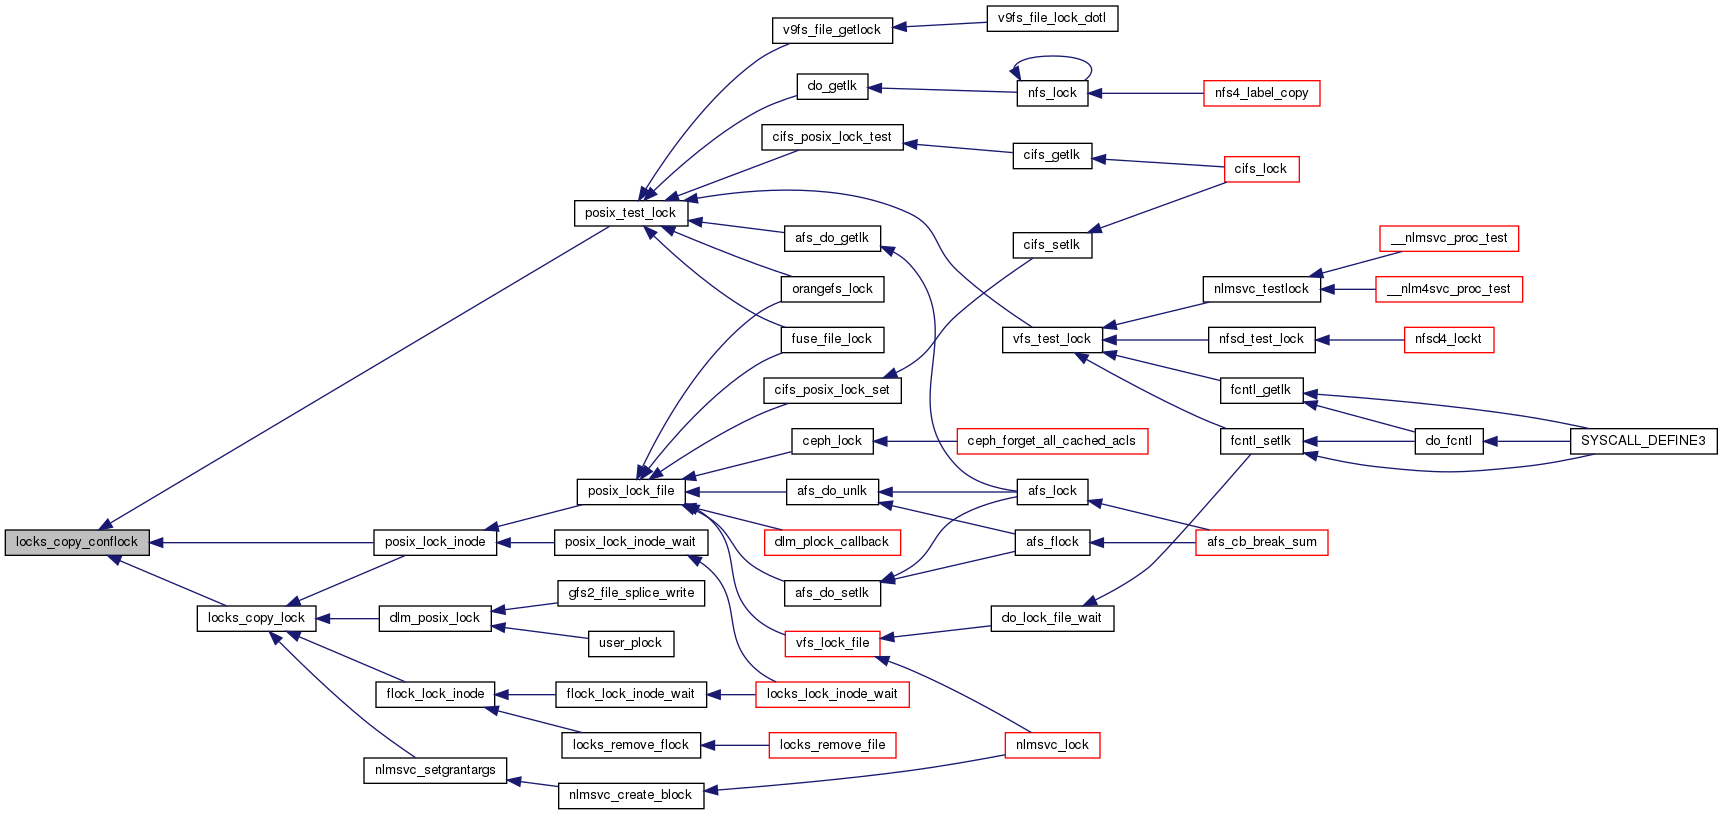 v9fs_file_lock_dotl
v9fs_file_getlock
do_getlk
nfs_lock
nfs4_label_copy
cifs_posix_lock_test
cifs_getlk
cifs_lock
posix_test_lock
afs_do_getlk
cifs_setlk
__nlmsvc_proc_test
orangefs_lock
nlmsvc_testlock
__nlm4svc_proc_test
fuse_file_lock
vfs_test_lock
nfsd_test_lock
nfsd4_lockt
cifs_posix_lock_set
fcntl_getlk
ceph_lock
ceph_forget_all_cached_acls
fcntl_setlk
do_fcntl
SYSCALL_DEFINE3
posix_lock_file
afs_do_unlk
afs_lock
locks_copy_conflock
posix_lock_inode
posix_lock_inode_wait
dlm_plock_callback
afs_flock
afs_cb_break_sum
gfs2_file_splice_write
afs_do_setlk
locks_copy_lock
dlm_posix_lock
do_lock_file_wait
user_plock
vfs_lock_file
flock_lock_inode
flock_lock_inode_wait
locks_lock_inode_wait
locks_remove_flock
locks_remove_file
nlmsvc_lock
nlmsvc_setgrantargs
nlmsvc_create_block